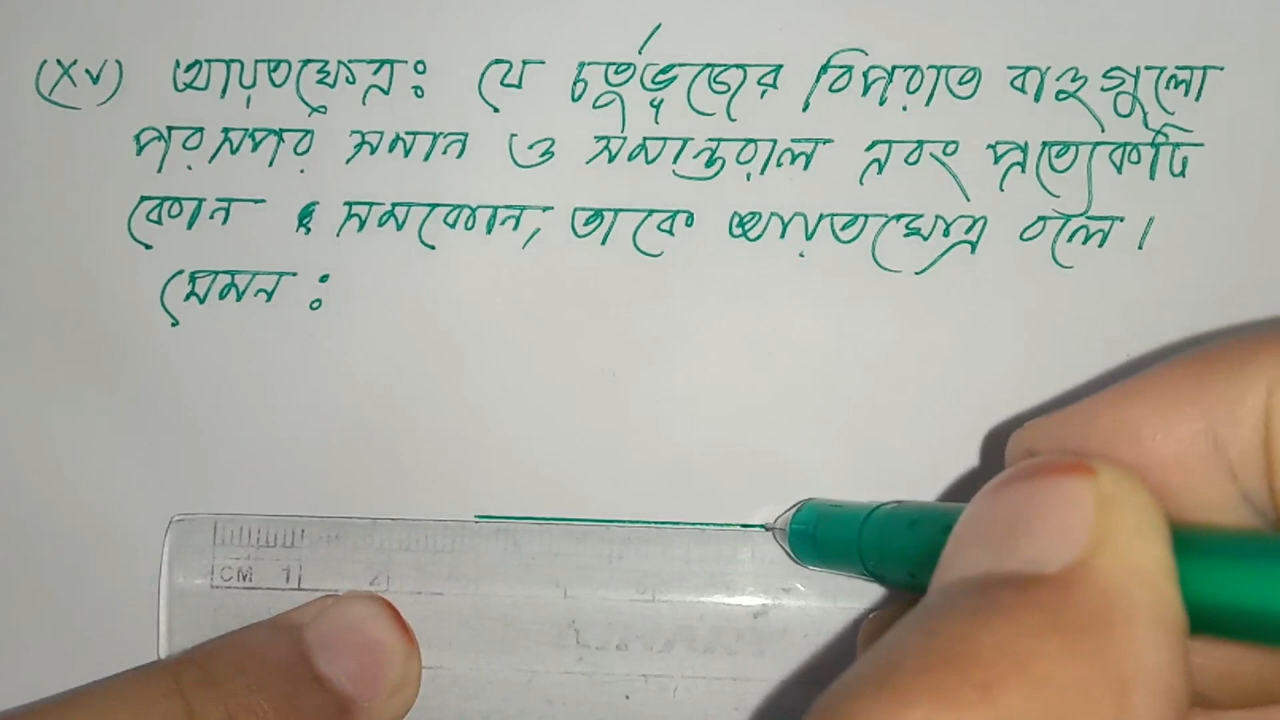 (XV) আয়তক্ষেত্র: যে চর্তুভুজের বিপরীত বাহুগুলো
পরস্পর সমান ও সমান্তরাল এবং প্রত্যেকটি
কোন সমকোন, তাকে আয়তক্ষেত্র বলে।
যেমন :
CM 1 2